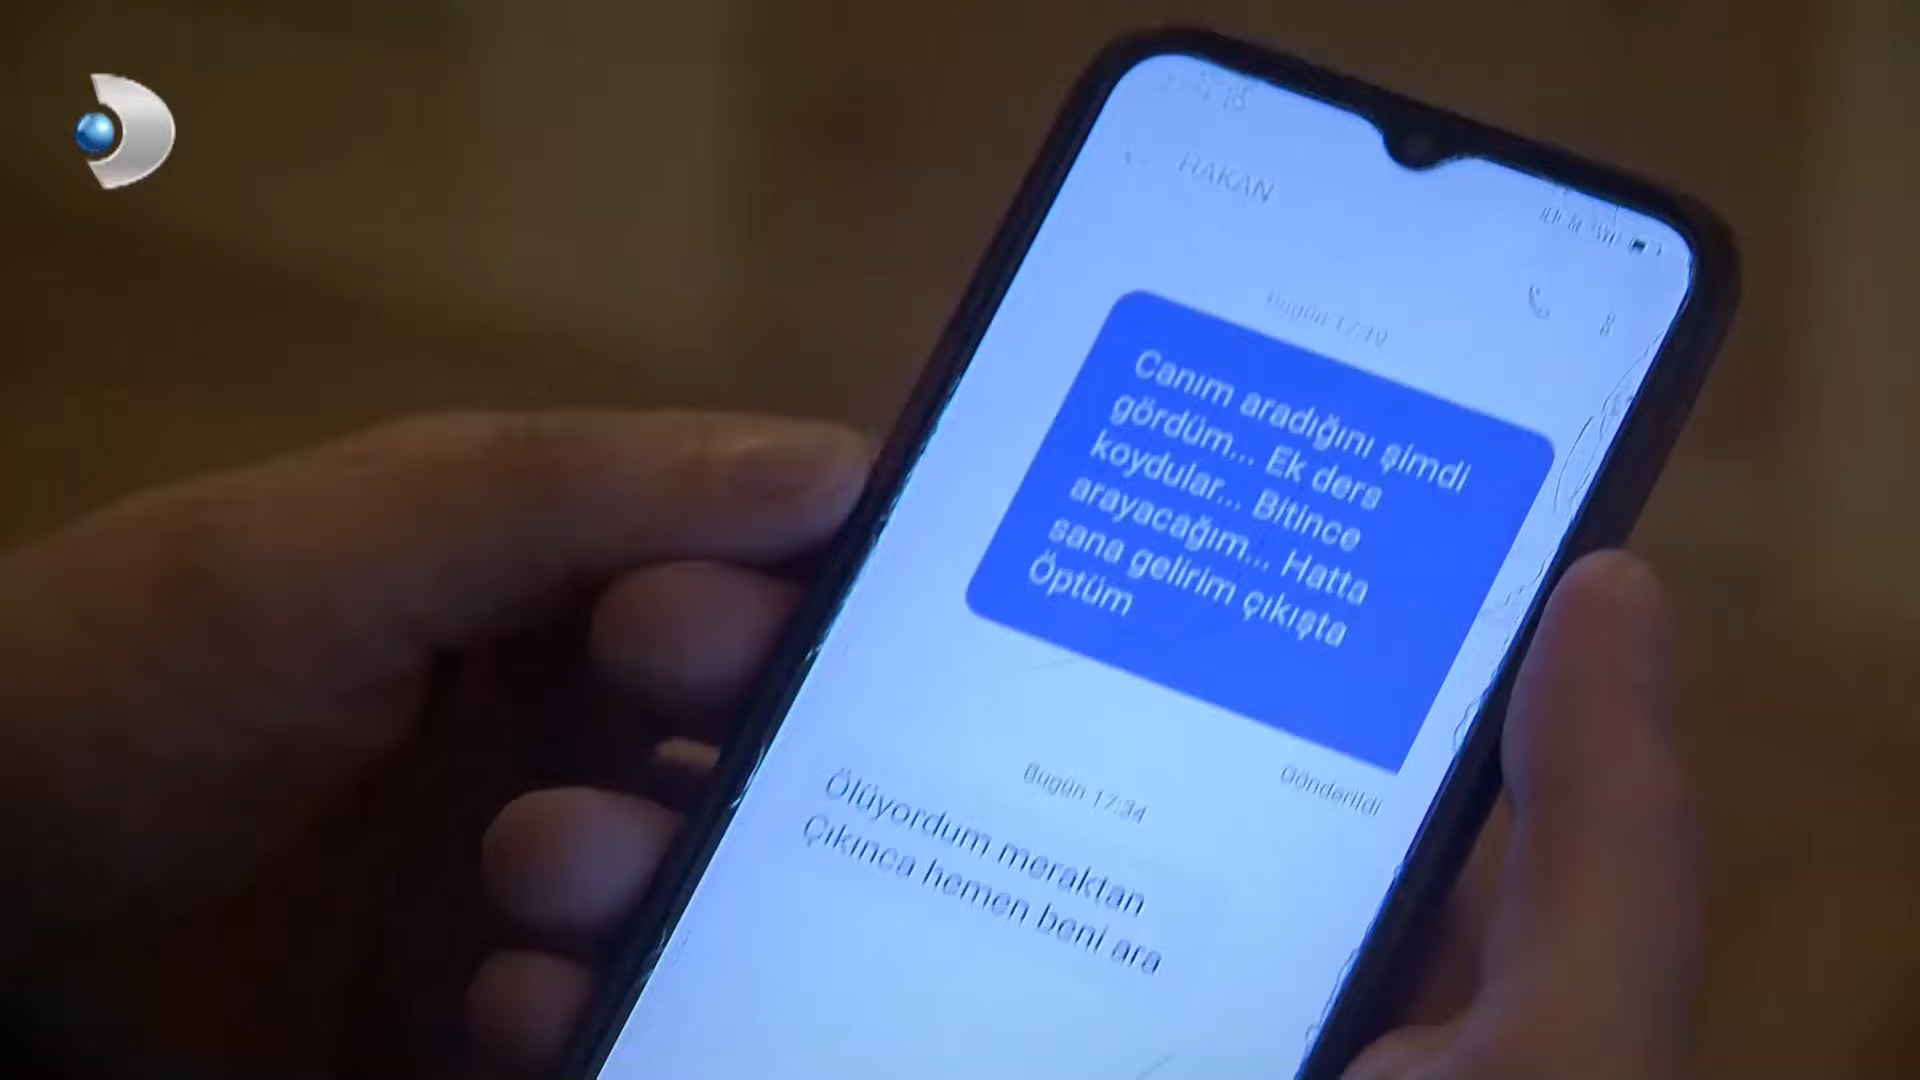 HAKAN
Bugün 17:19
Canım aradığını şimdi
gördüm... Ek ders
koydular... Bitince
arayacağım... Hatta
sana gelirim çıkışta
Öptüm
Gönderildi
Bugün 17:34
Ölüyordum meraktan
Çıkınca hemen beni ara